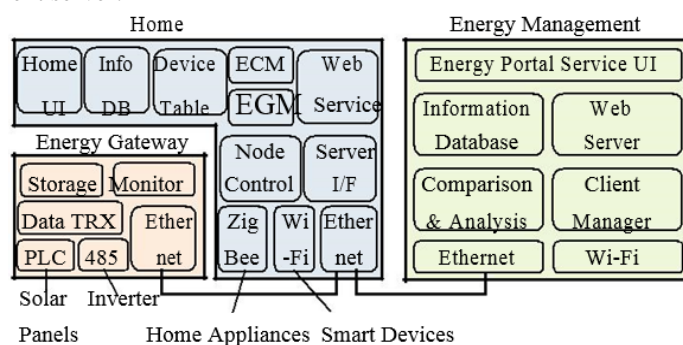 Home
Energy Management
Home UI
Info DB
Device Table
ECM
EGM
Web Service
Energy Portal Service UI
Information Database
Web Server
Energy Gateway
Node Control
Server I/F
Comparison & Analysis
Client Manager
Storage
Monitor
Data TRX
Ether net
Zig Bee
Wi -Fi
Ether net
PLC
485
Ethernet
Wi-Fi
Solar Panels
Inverter
Home Appliances
Smart Devices